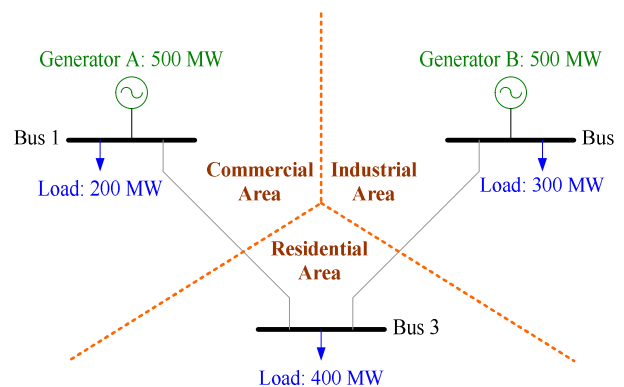 Generator A: 500 MW
Generator B: 500 MW
Bus 1
Bus
Load: 200 MW
Commercial
Area
Industrial
Area
Load: 300 MW
Residential
Area
Bus 3
Load: 400 MW